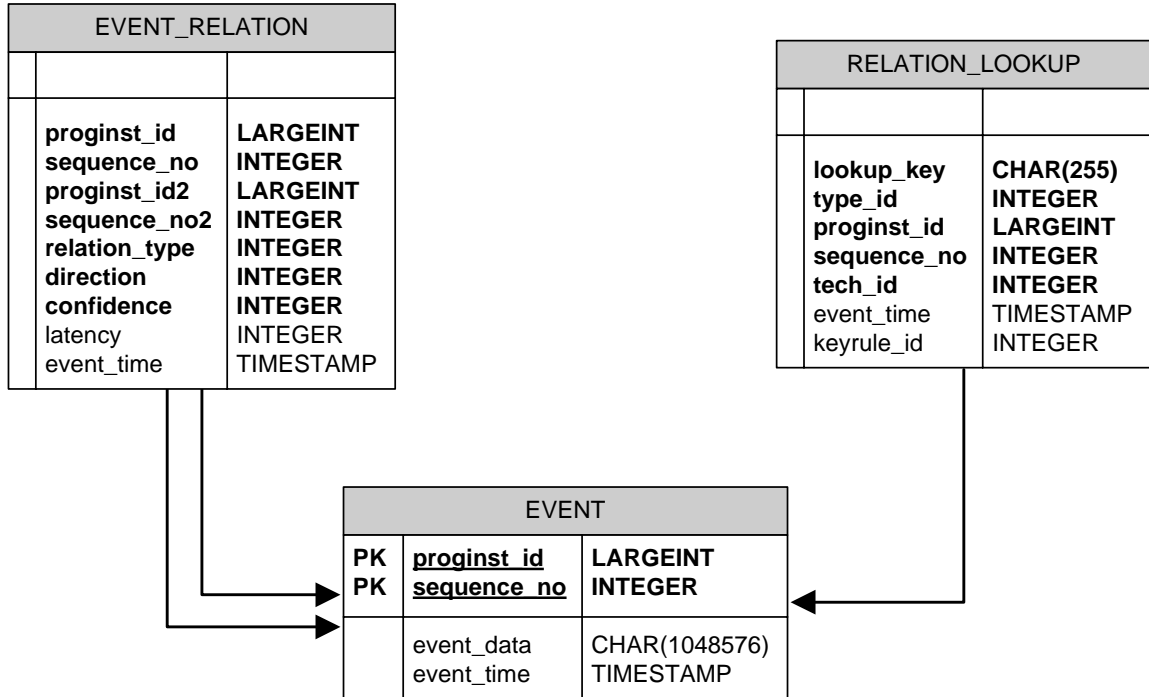 EVENT_RELATION
proginst_id LARGEINT
sequence_no INTEGER
proginst_id2 LARGEINT
sequence_no2 INTEGER
relation_type INTEGER
direction INTEGER
confidence INTEGER
latency INTEGER
event_time TIMESTAMP
RELATION_LOOKUP
lookup_key CHAR(255)
type_id INTEGER
proginst_id LARGEINT
sequence_no INTEGER
tech_id INTEGER
event_time TIMESTAMP
keyrule_id INTEGER
EVENT
PK proginst_id LARGEINT
PK sequence_no INTEGER
event_data CHAR(1048576)
event_time TIMESTAMP